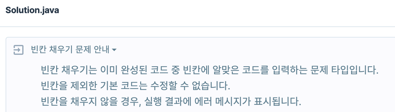 Solution.java
빈칸 채우기 문제 안내
빈칸 채우기는 이미 완성된 코드 중 빈칸에 알맞은 코드를 입력하는 문제 타입입니다.
빈칸을 제외한 기본 코드는 수정할 수 없습니다.
빈칸을 채우지 않을 경우, 실행 결과에 에러 메시지가 표시됩니다.